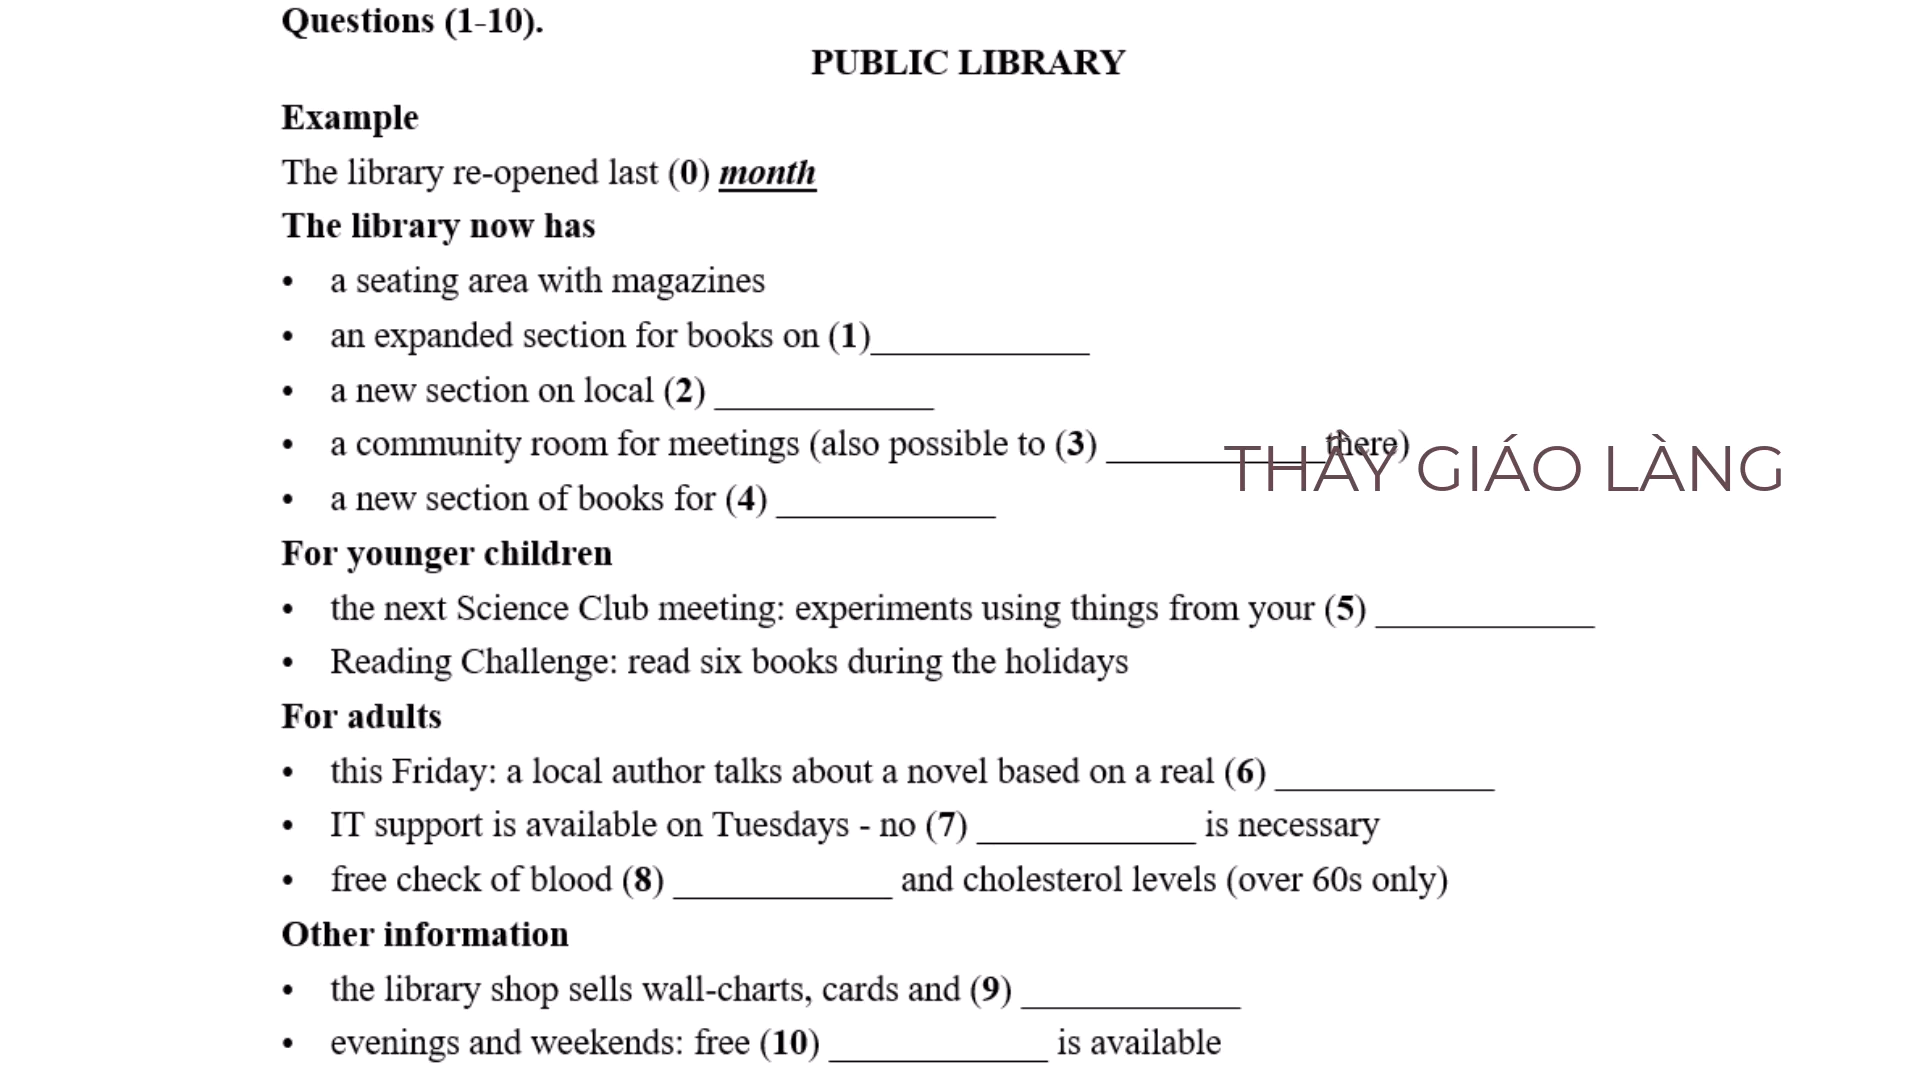 Questions (1-10).
PUBLIC LIBRARY
Example
The library re-opened last (0) month
The library now has
• a seating area with magazines
• an expanded section for books on (1)____________
• a new section on local (2) ____________
• a community room for meetings (also possible to (3) ____________there)
THẦY GIÁO LÀNG
• a new section of books for (4) ____________
For younger children
• the next Science Club meeting: experiments using things from your (5) ____________
• Reading Challenge: read six books during the holidays
For adults
• this Friday: a local author talks about a novel based on a real (6) ____________
• IT support is available on Tuesdays - no (7) ____________ is necessary
• free check of blood (8) ____________ and cholesterol levels (over 60s only)
Other information
• the library shop sells wall-charts, cards and (9) ____________
• evenings and weekends: free (10) ____________ is available